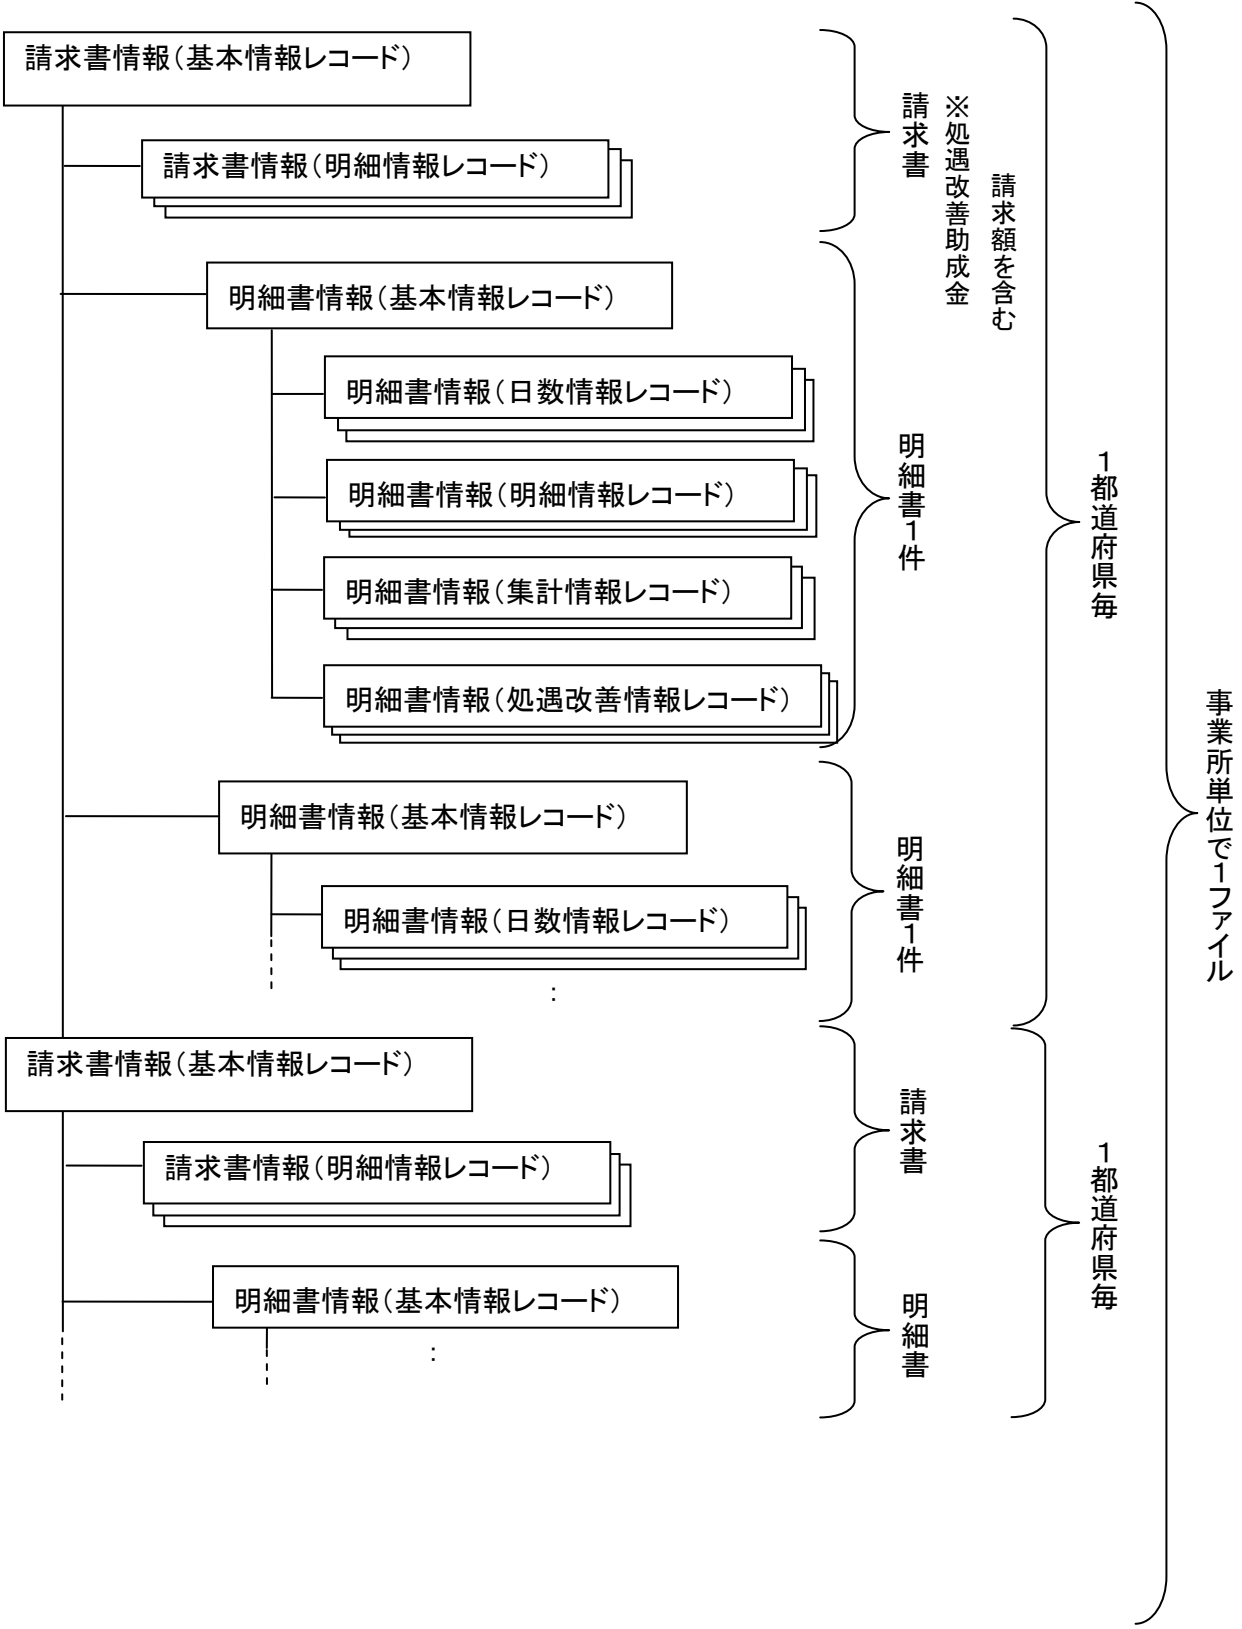 請求書情報（基本情報レコード）
請求書情報（明細情報レコード）
請求書
※処遇改善助成金
請求額を含む
明細書情報（基本情報レコード）
明細書情報（日数情報レコード）
明細書情報（明細情報レコード）
明細書情報（集計情報レコード）
明細書情報（処遇改善情報レコード）
明細書1件
1都道府県毎
明細書情報（基本情報レコード）
明細書情報（日数情報レコード）
：
明細書1件
請求書情報（基本情報レコード）
請求書情報（明細情報レコード）
請求書
明細書情報（基本情報レコード）
：
明細書
1都道府県毎
事業所単位で1ファイル